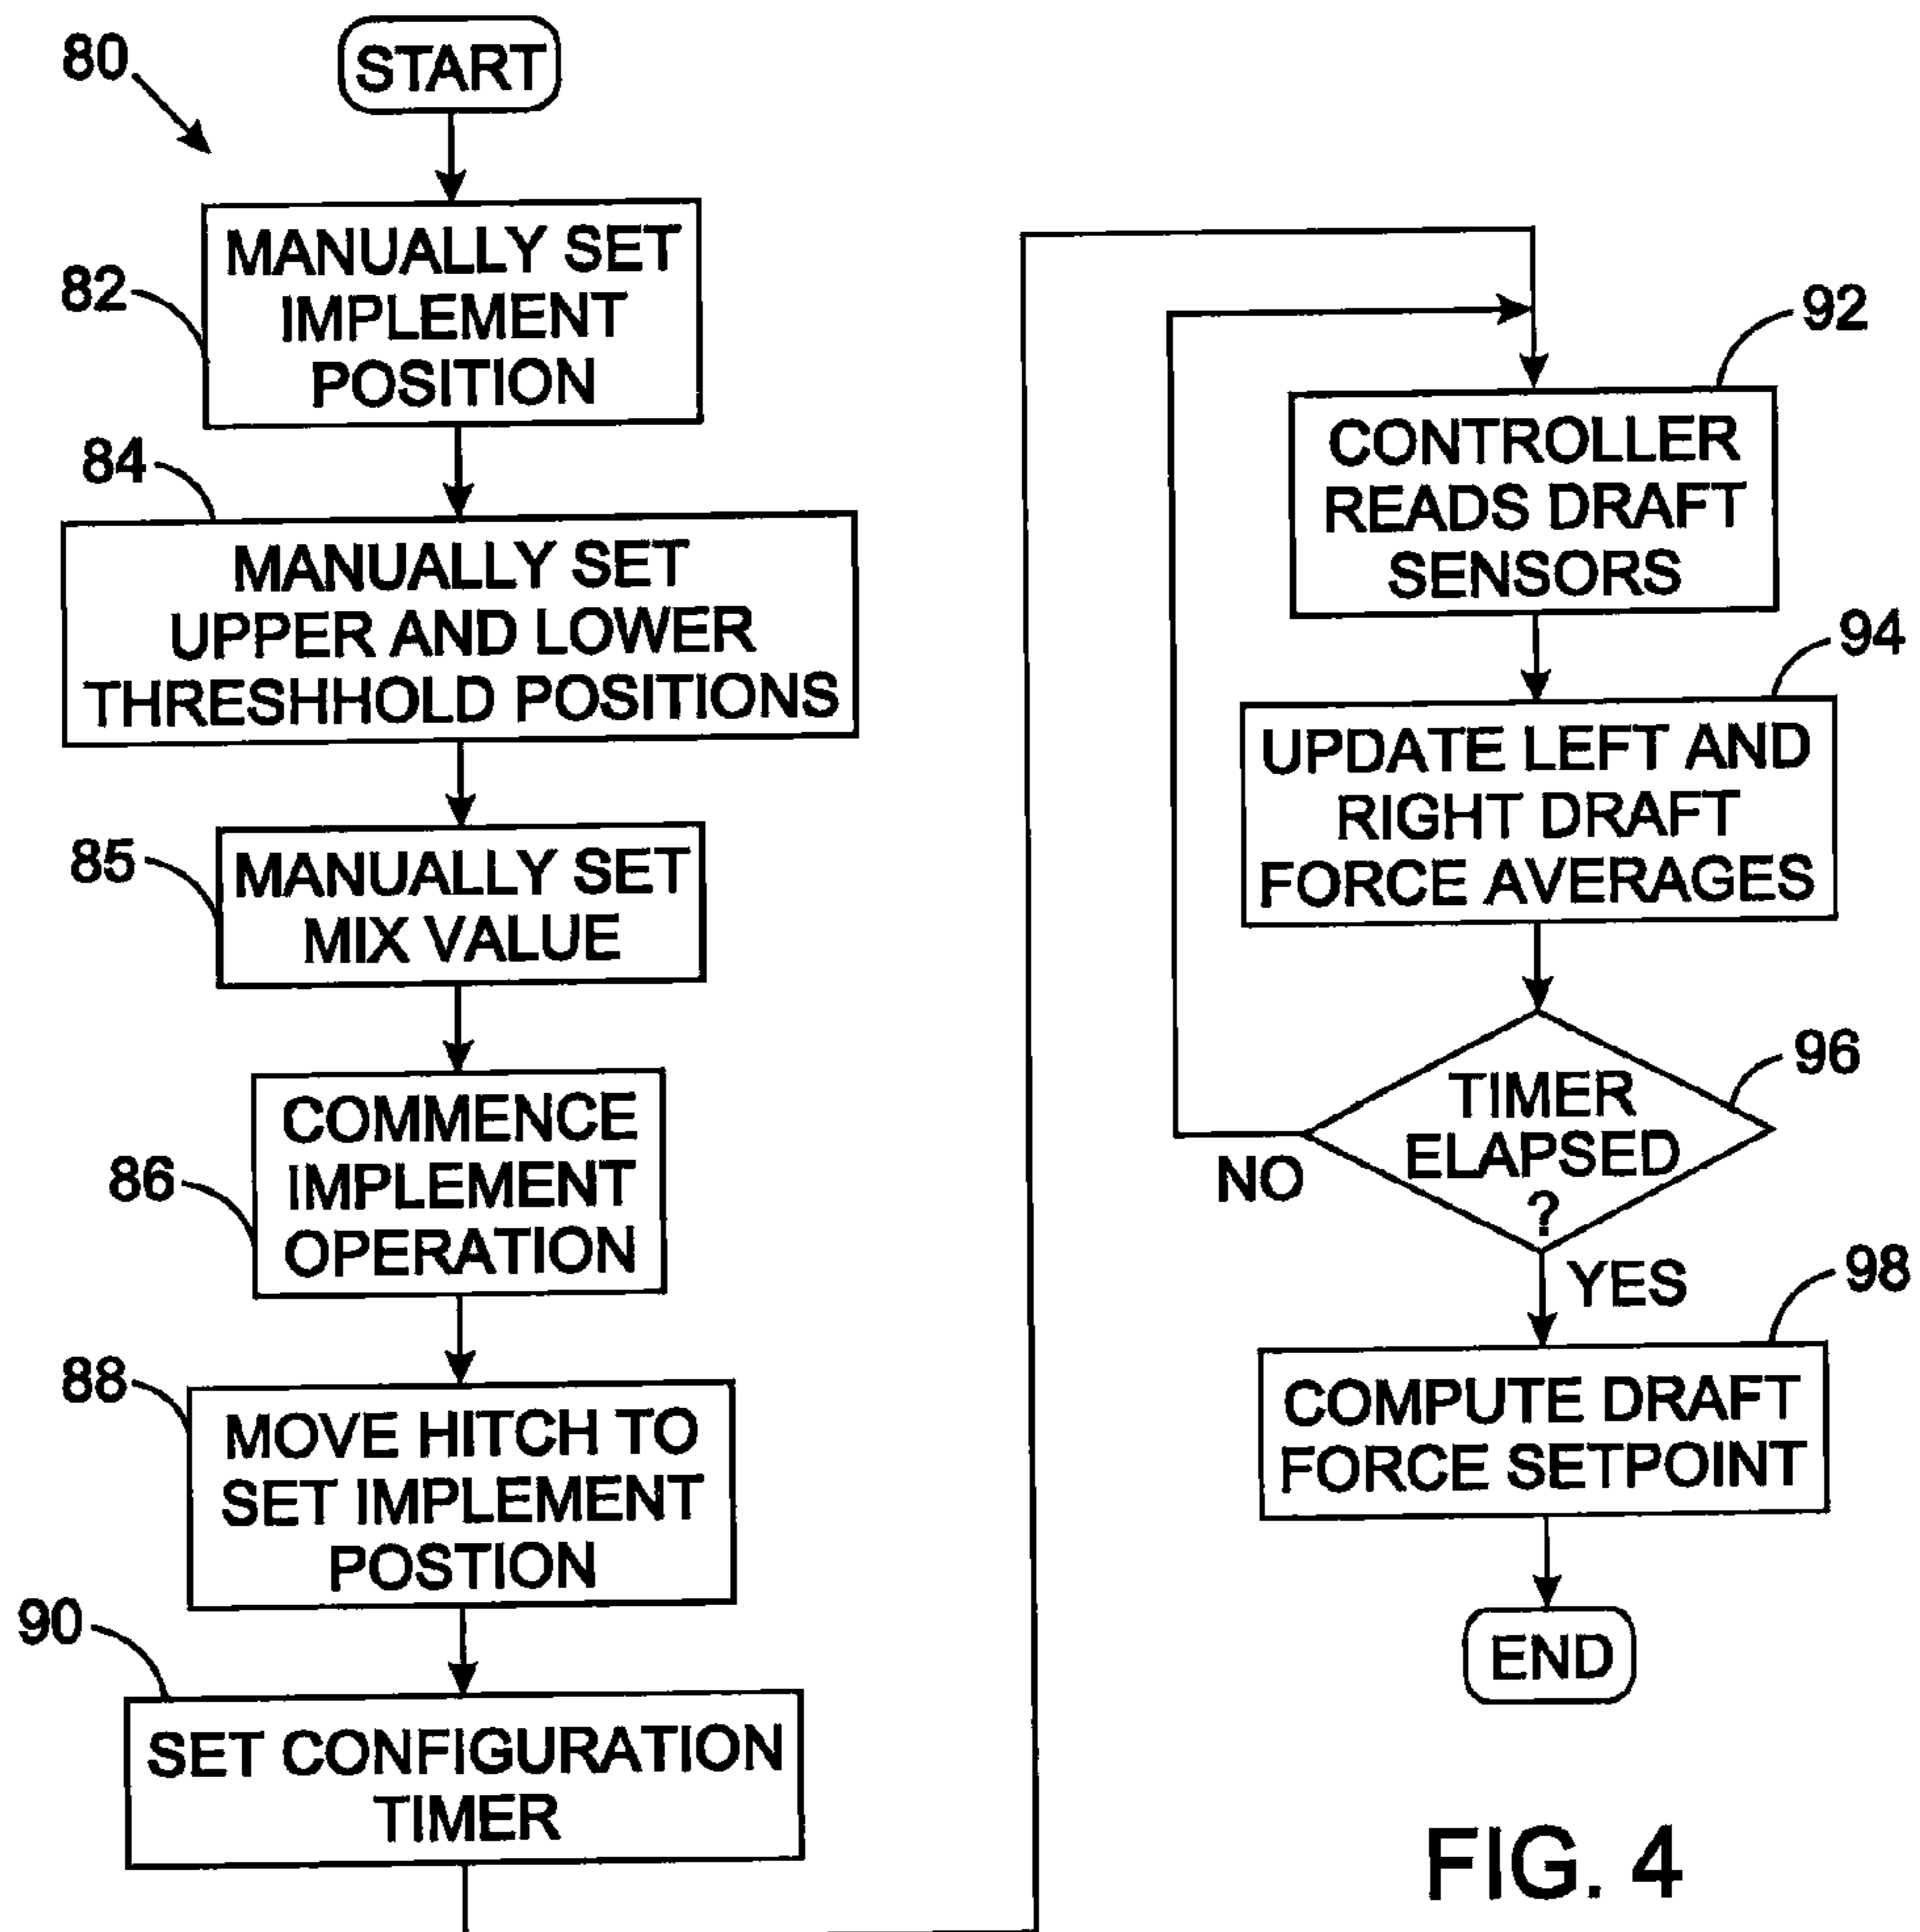 80
START
82
MANUALLY SET
IMPLEMENT
POSITION
84
MANUALLY SET
UPPER AND LOWER
THRESHHOLD POSITIONS
85
MANUALLY SET
MIX VALUE
86
COMMENCE
IMPLEMENT
OPERATION
88
MOVE HITCH TO
SET IMPLEMENT
POSTION
90
SET CONFIGURATION
TIMER
92
CONTROLLER
READS DRAFT
SENSORS
94
UPDATE LEFT AND
RIGHT DRAFT
FORCE AVERAGES
96
TIMER
ELAPSED
?
NO
YES
98
COMPUTE DRAFT
FORCE SETPOINT
END
FIG. 4